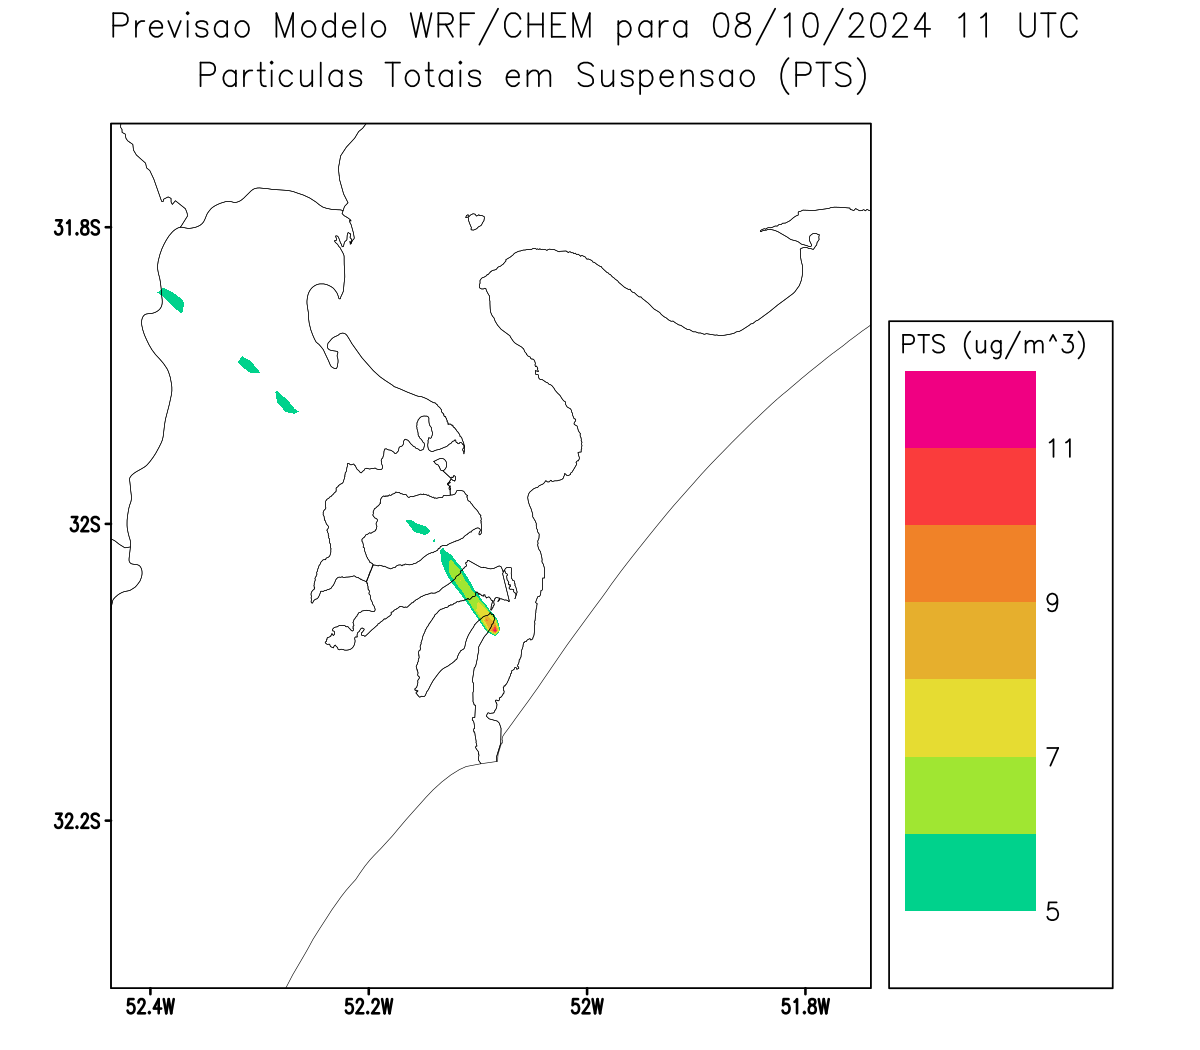 Previsao Modelo WRF/CHEM para 08/10/2024 11 UTC
Particulas Totais em Suspensao (PTS)
31.8S
32S
32.2S
52.4W
52.2W
52W
51.8W
PTS (ug/m^3)
11
9
7
5